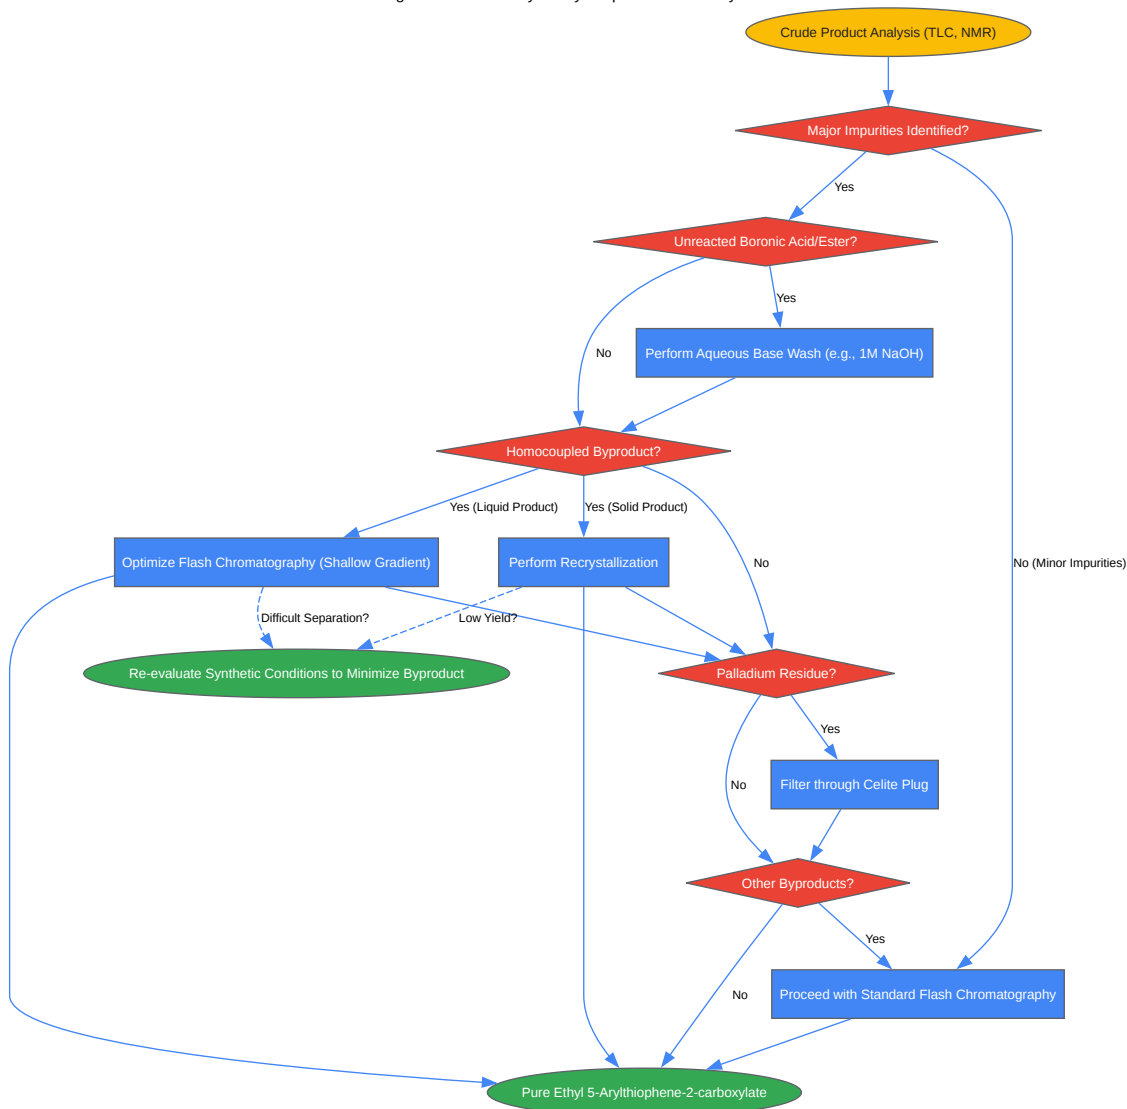 Crude Product Analysis (TLC, NMR)
Major Impurities Identified?
Yes
Unreacted Boronic Acid/Ester?
Yes
No
Perform Aqueous Base Wash (e.g., 1M NaOH)
Homocoupled Byproduct?
Yes (Liquid Product)
Yes (Solid Product)
No
No (Minor Impurities)
Optimize Flash Chromatography (Shallow Gradient)
Perform Recrystallization
Difficult Separation?
Low Yield?
Re-evaluate Synthetic Conditions to Minimize Byproduct
Palladium Residue?
Yes
No
Filter through Celite Plug
Other Byproducts?
Yes
No
Proceed with Standard Flash Chromatography
Pure Ethyl 5-Arylthiophene-2-carboxylate